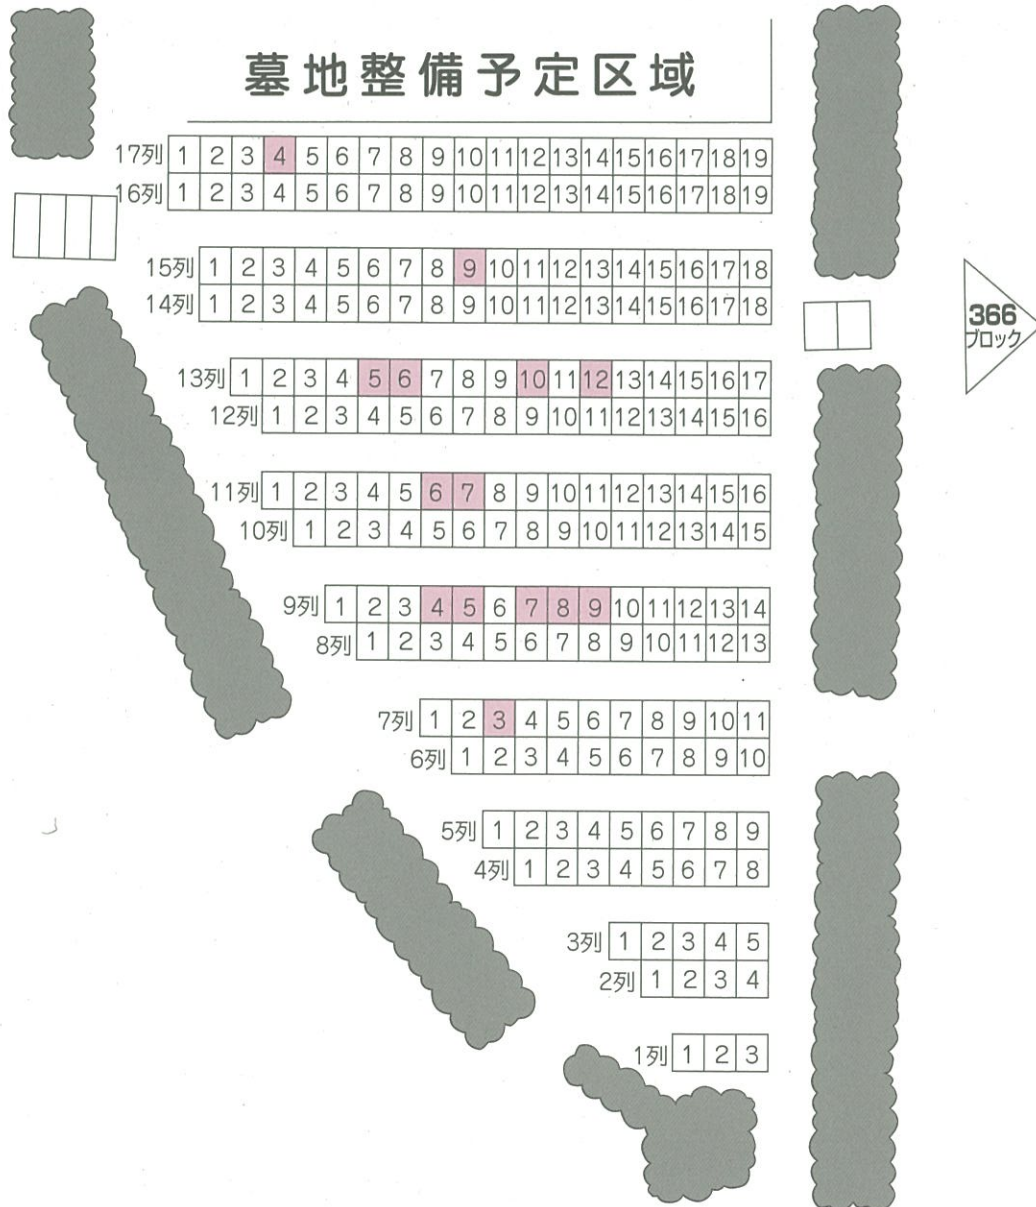 墓地整備予定区域
17列 1 2 3 4 5 6 7 8 9 10 11 12 13 14 15 16 17 18 19
16列 1 2 3 4 5 6 7 8 9 10 11 12 13 14 15 16 17 18 19
15列 1 2 3 4 5 6 7 8 9 10 11 12 13 14 15 16 17 18
14列 1 2 3 4 5 6 7 8 9 10 11 12 13 14 15 16 17 18
366
ブロック
13列 1 2 3 4 5 6 7 8 9 10 11 12 13 14 15 16 17
12列 1 2 3 4 5 6 7 8 9 10 11 12 13 14 15 16
11列 1 2 3 4 5 6 7 8 9 10 11 12 13 14 15 16
10列 1 2 3 4 5 6 7 8 9 10 11 12 13 14 15
9列 1 2 3 4 5 6 7 8 9 10 11 12 13 14
8列 1 2 3 4 5 6 7 8 9 10 11 12 13
7列 1 2 3 4 5 6 7 8 9 10 11
6列 1 2 3 4 5 6 7 8 9 10
5列 1 2 3 4 5 6 7 8 9
4列 1 2 3 4 5 6 7 8
3列 1 2 3 4 5
2列 1 2 3 4
1列 1 2 3